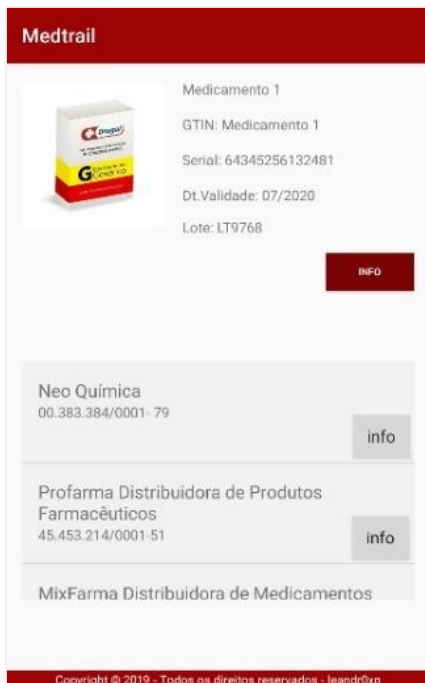 Medtrail
Medicamento 1
GTIN: Medicamento 1
Serial: 64345256132481
Dt.Validade: 07/2020
Lote: LT9768
Drogal
G
INFO
Neo Química
00.383.384/0001- 79
info
Profarma Distribuidora de Produtos
Farmacêuticos
45.453.214/0001-51
info
MixFarma Distribuidora de Medicamentos
Copyright © 2019 - Todos os direitos reservados - leandr0xp